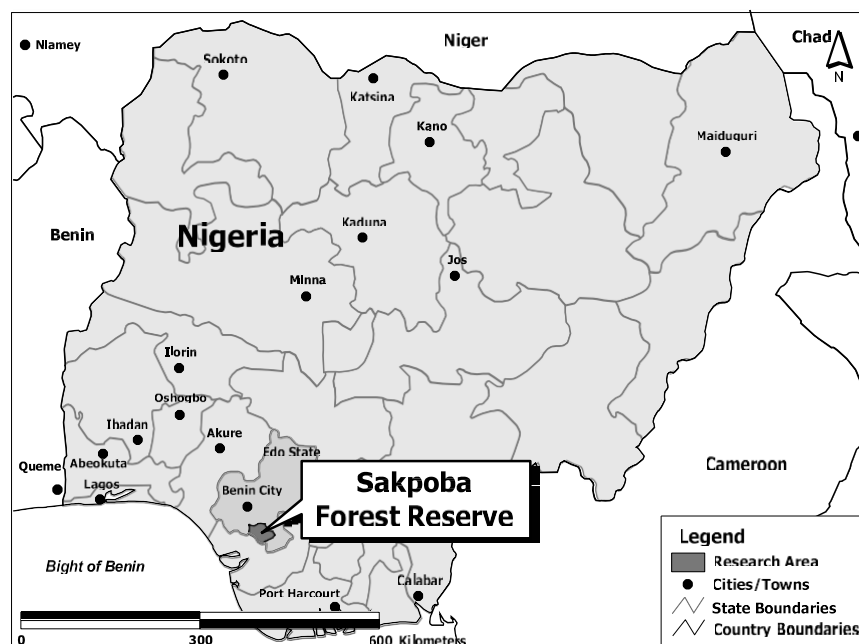 Niamey
Niger
Chad
N
Sokoto
Katsina
Kano
Maiduguri
Benin
Nigeria
Kaduna
Minna
Jos
Ilorin
Oshogbo
Ibadan
Akure
Edo State
Queme
Abeokuta
Lagos
Benin City
Cameroon
Sakpoba
Forest Reserve
Bight of Benin
Port Harcourt
Calabar
Legend
Research Area
Cities/Towns
State Boundaries
Country Boundaries
0
300
600 Kilometers